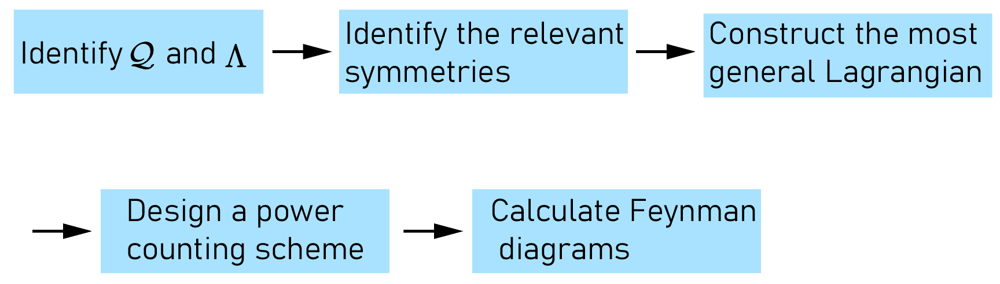 Identify 𝒬 and Λ
Identify the relevant
symmetries
Construct the most
general Lagrangian
Design a power
counting scheme
Calculate Feynman
diagrams